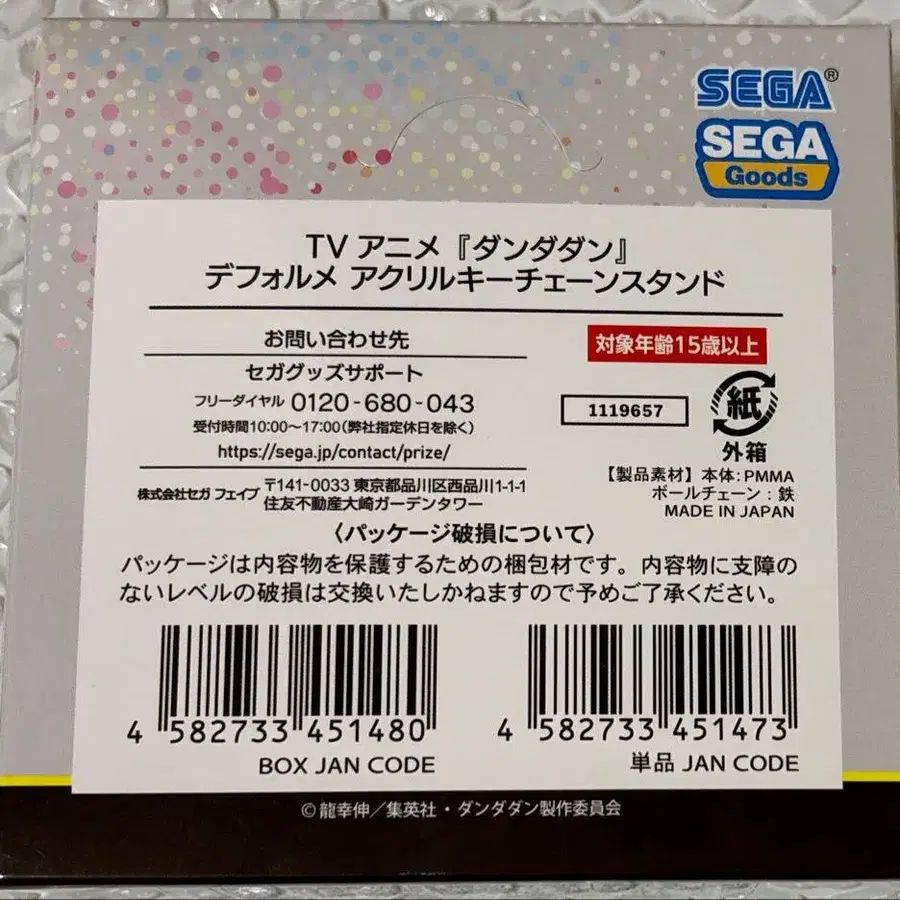 SEGA®
SEGA
Goods
TV アニメ『ダンダダン』
デフォルメ アクリルキーチェーンスタンド
お問い合わせ先
セガグッズサポート
フリーダイヤル 0120-680-043
受付時間10:00〜17:00(弊社指定休日を除く)
https://sega.jp/contact/prize/
株式会社セガ フェイブ 〒141-0033 東京都品川区西品川1-1-1
住友不動産大崎ガーデンタワー
対象年齢15歳以上
1119657
紙
外箱
【製品素材】本体:PMMA
ボールチェーン:鉄
MADE IN JAPAN
〈パッケージ破損について〉
パッケージは内容物を保護するための梱包材です。内容物に支障の
ないレベルの破損は交換いたしかねますので予めご了承ください。
4 582733 451480
BOX JAN CODE
4 582733 451473
単品 JAN CODE
©龍幸伸/集英社・ダンダダン製作委員会